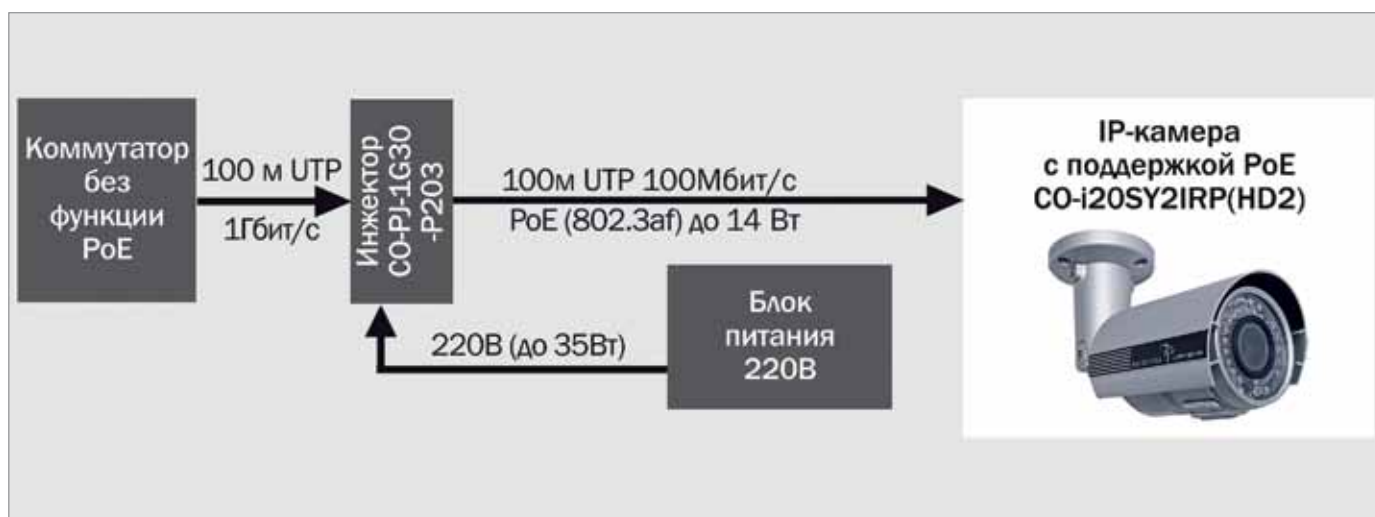 Коммутатор
без
функции
PoE
100 м UTP
1Гбит/с
Инжектор
CO-PJ-1G30
-P203
100м UTP 100Мбит/с
PoE (802.3af) до 14 Вт
220В (до 35Вт)
Блок
питания
220В
IP-камера
с поддержкой PoE
CO-i20SY2IRP(HD2)